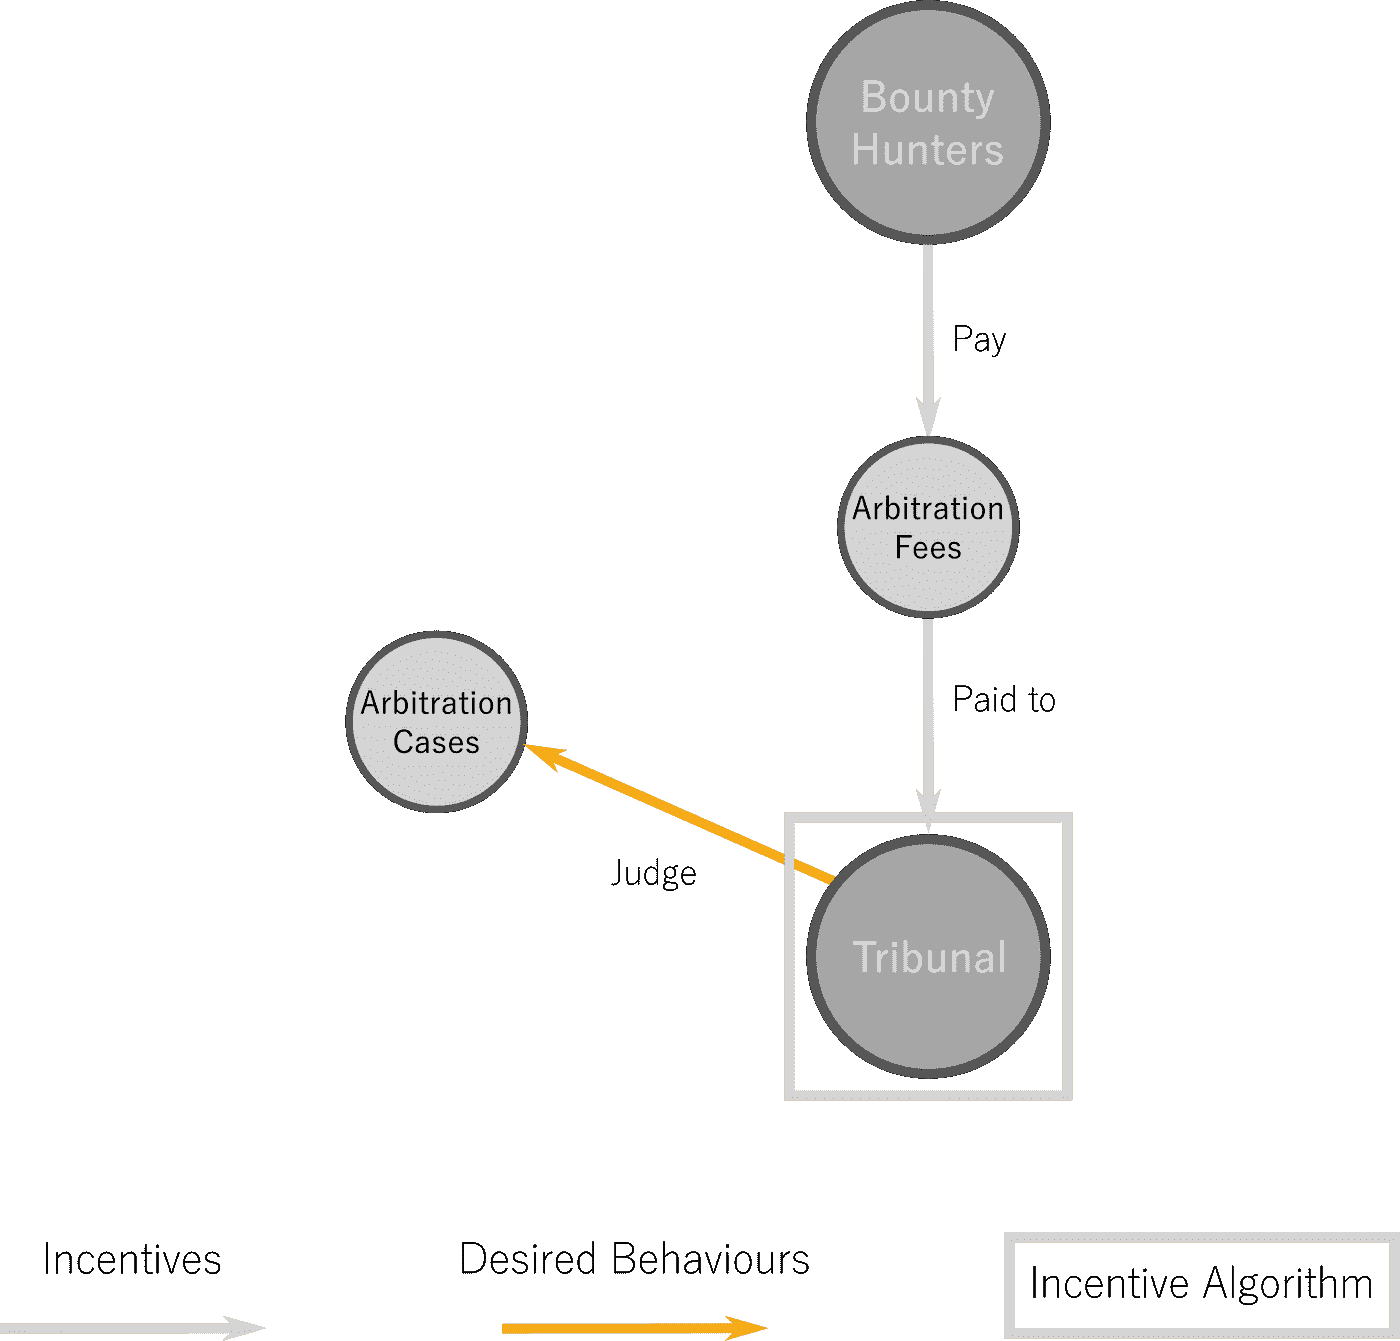 Bounty
Hunters
Pay
Arbitration
Fees
Paid to
Arbitration
Cases
Judge
Tribunal
Incentives
Desired Behaviours
Incentive Algorithm